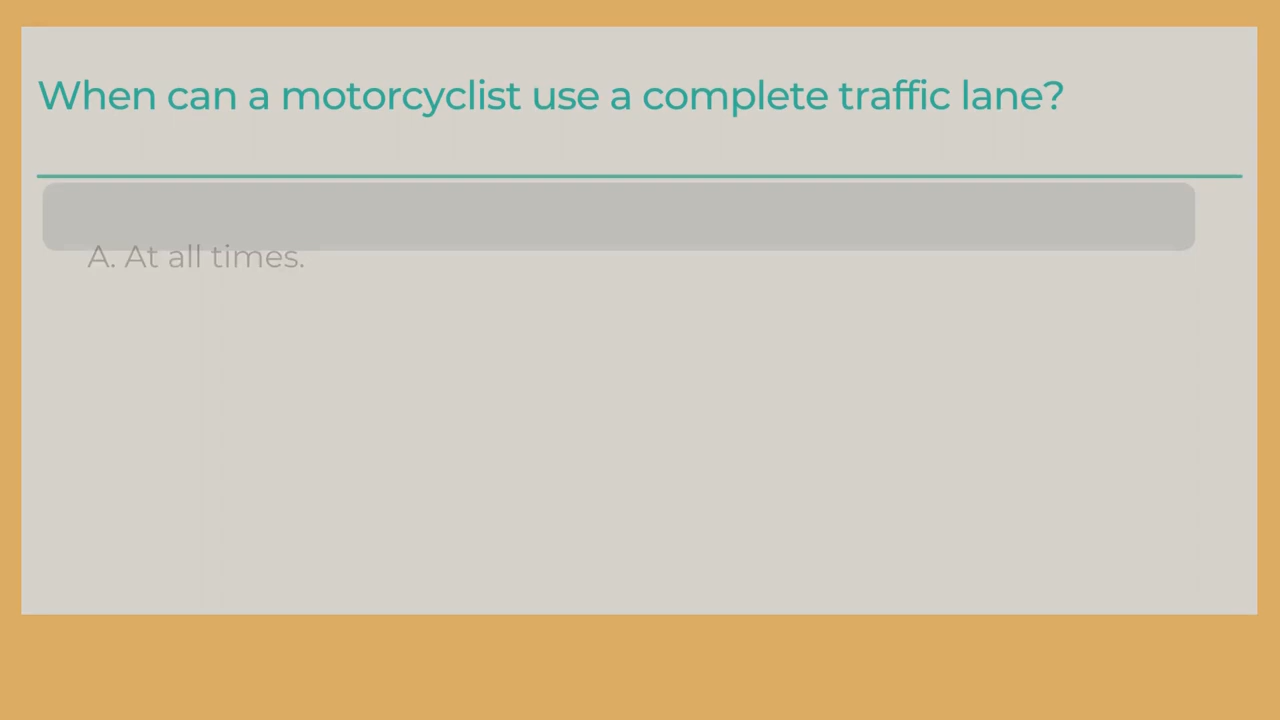 When can a motorcyclist use a complete traffic lane?
A. At all times.